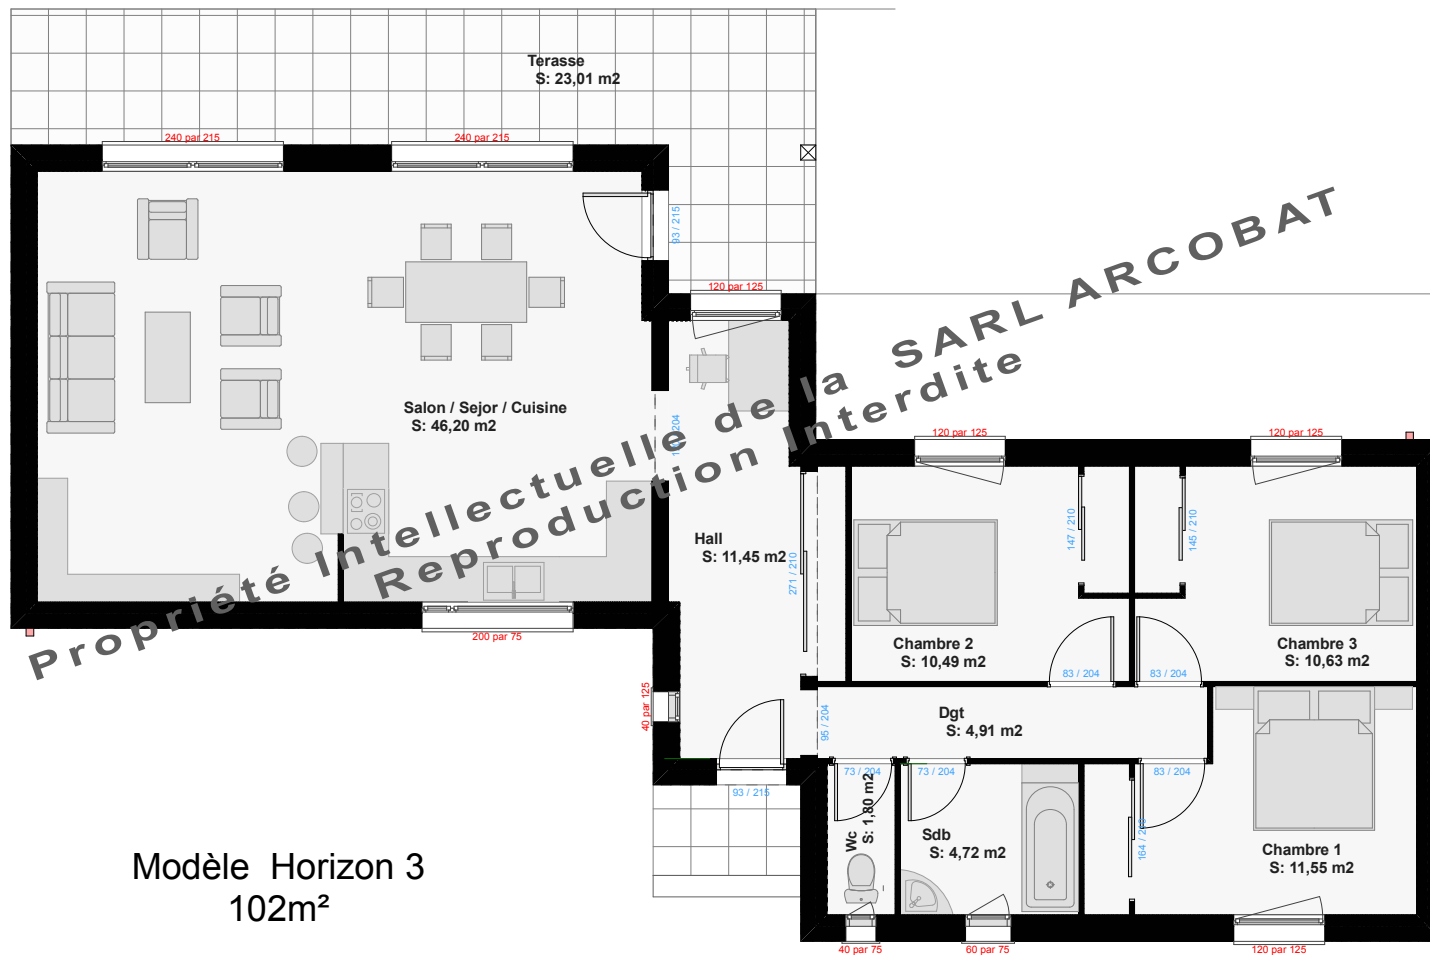 Terasse
S: 23,01 m2
240 par 215
240 par 215
93 / 215
120 par 125
Propriété Intellectuelle de la SARL ARCOBAT
Reproduction Interdite
Salon / Sejor / Cuisine
S: 46,20 m2
120 par 125
120 par 125
147 / 210
145 / 210
Hall
S: 11,45 m2
271 / 210
200 par 75
Chambre 2
S: 10,49 m2
Chambre 3
S: 10,63 m2
83 / 204
83 / 204
40 par 125
95 / 204
Dgt
S: 4,91 m2
73 / 204
73 / 204
83 / 204
93 / 215
Wc
S: 1,80 m2
Sdb
S: 4,72 m2
Chambre 1
S: 11,55 m2
Modèle Horizon 3
102m²
40 par 75
60 par 75
120 par 125